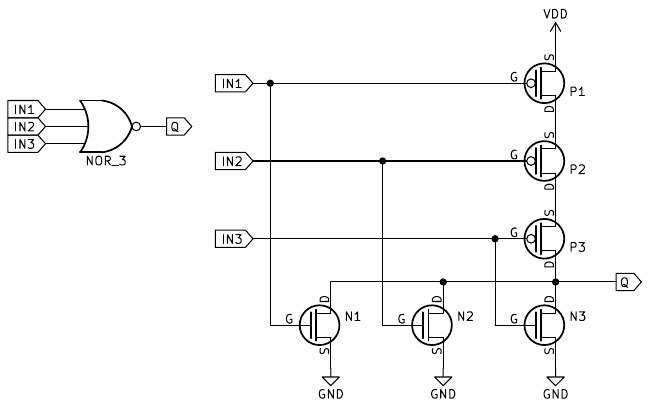 VDD
S
IN1
G
P1
D
IN1
IN2
IN3
Q
NOR_3
S
IN2
G
P2
D
S
IN3
G
P3
D
Q
D
D
D
G
N1
G
N2
G
N3
S
S
S
GND
GND
GND